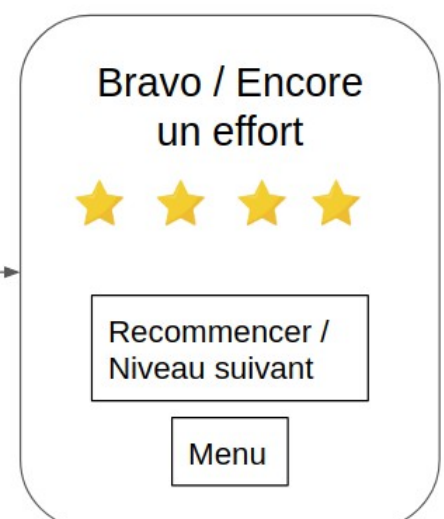 Bravo / Encore
un effort
Recommencer /
Niveau suivant
Menu